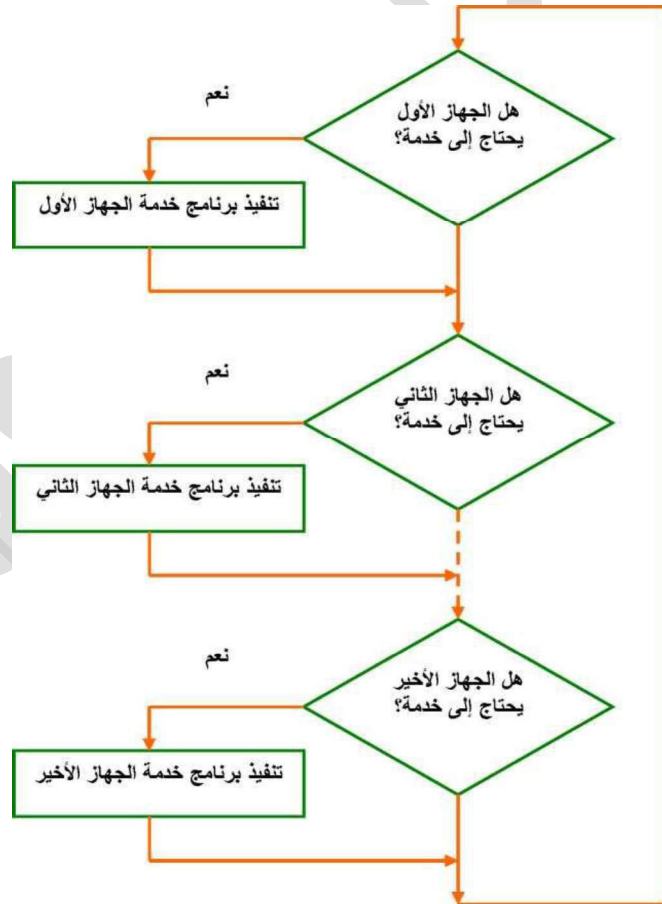 هل الجهاز الأول
يحتاج إلى خدمة؟
نعم
تنفيذ برنامج خدمة الجهاز الأول
هل الجهاز الثاني
يحتاج إلى خدمة؟
نعم
تنفيذ برنامج خدمة الجهاز الثاني
هل الجهاز الأخير
يحتاج إلى خدمة؟
نعم
تنفيذ برنامج خدمة الجهاز الأخير